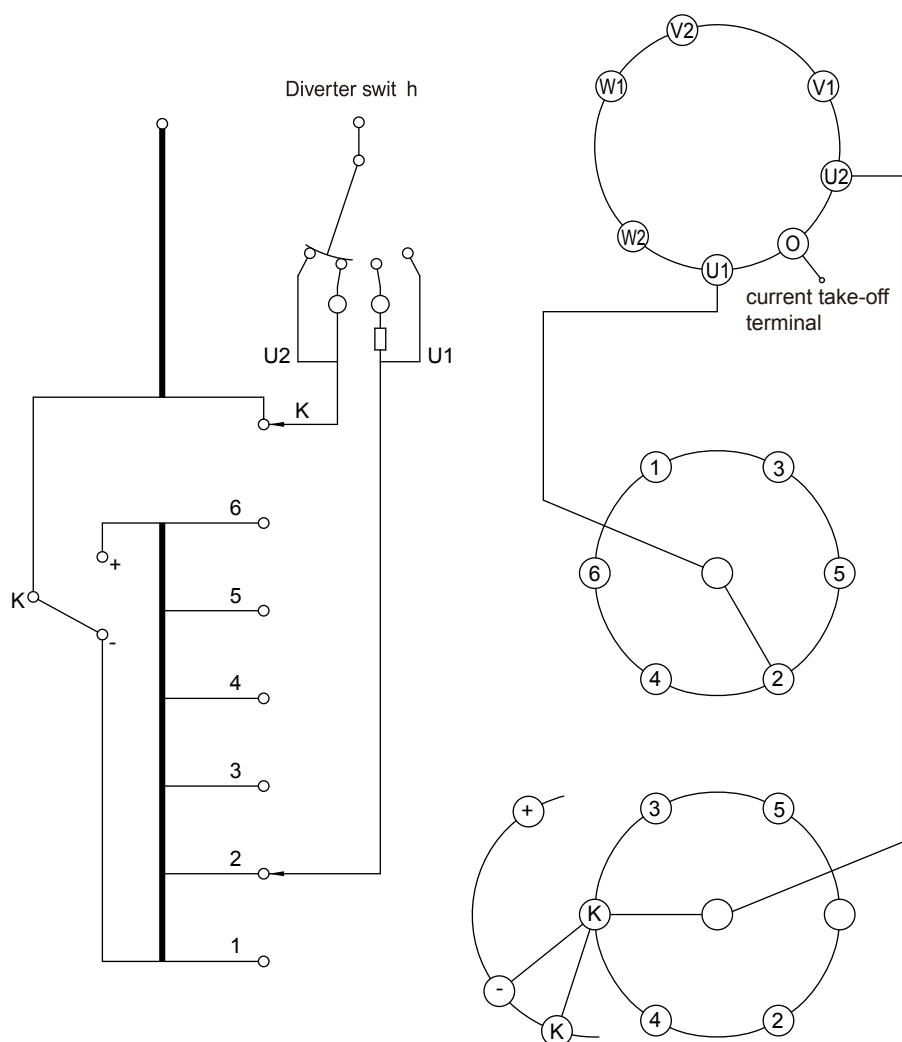 Diverter swit h
U2
U1
K
6
+
5
K
-
4
3
2
1
V2
W1
V1
U2
W2
O
U1
current take-off
terminal
1
3
6
5
4
2
+
3
5
K
-
K
4
2